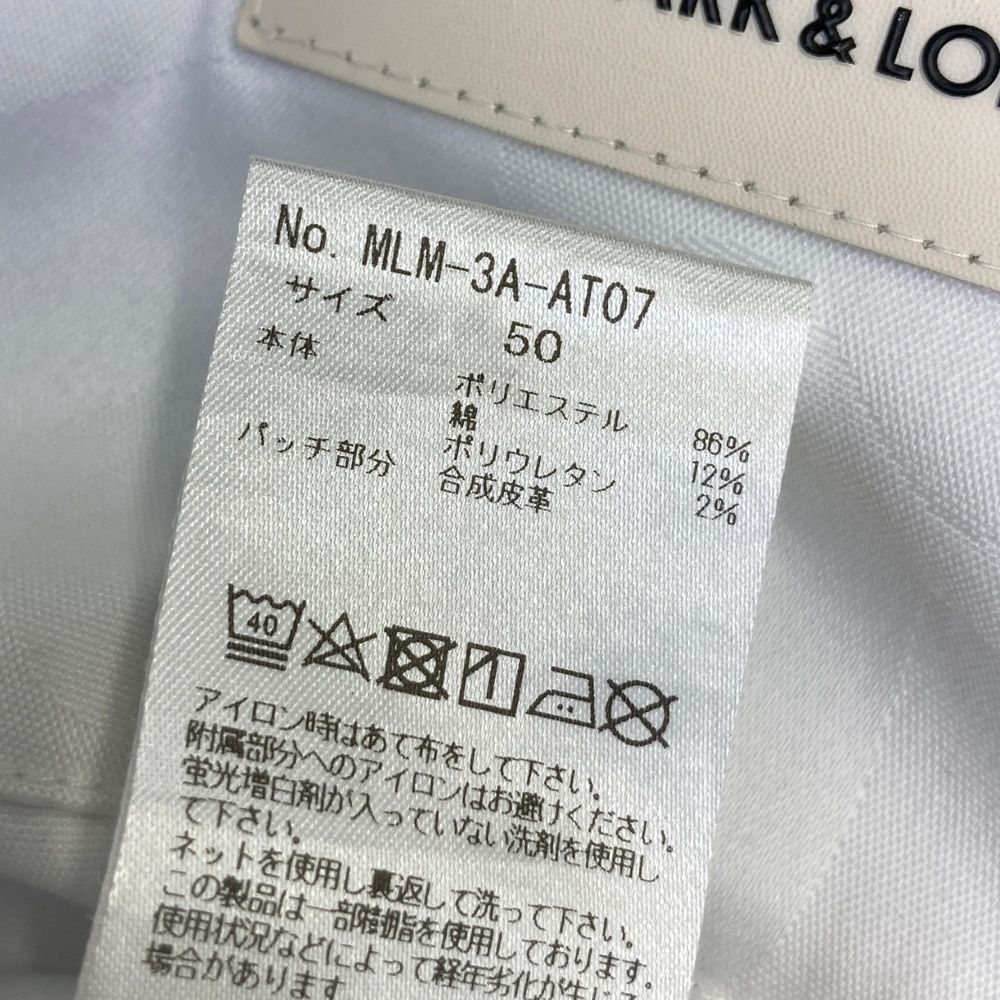 ARK & LO
No. MLM-3A-AT07
サイズ 50
本体 ポリエステル 86%
綿 12%
ポリウレタン 2%
パッチ部分 合成皮革
40
アイロン時はあて布をして下さい。
附属部分へのアイロンはお避けください。
蛍光増白剤が入っていない洗剤を使用し
て下さい。
ネットを使用し裏返して洗って下さい。
この製品は一部樹脂を使用しております。
使用状況などによって経年劣化が生じる
場合があります